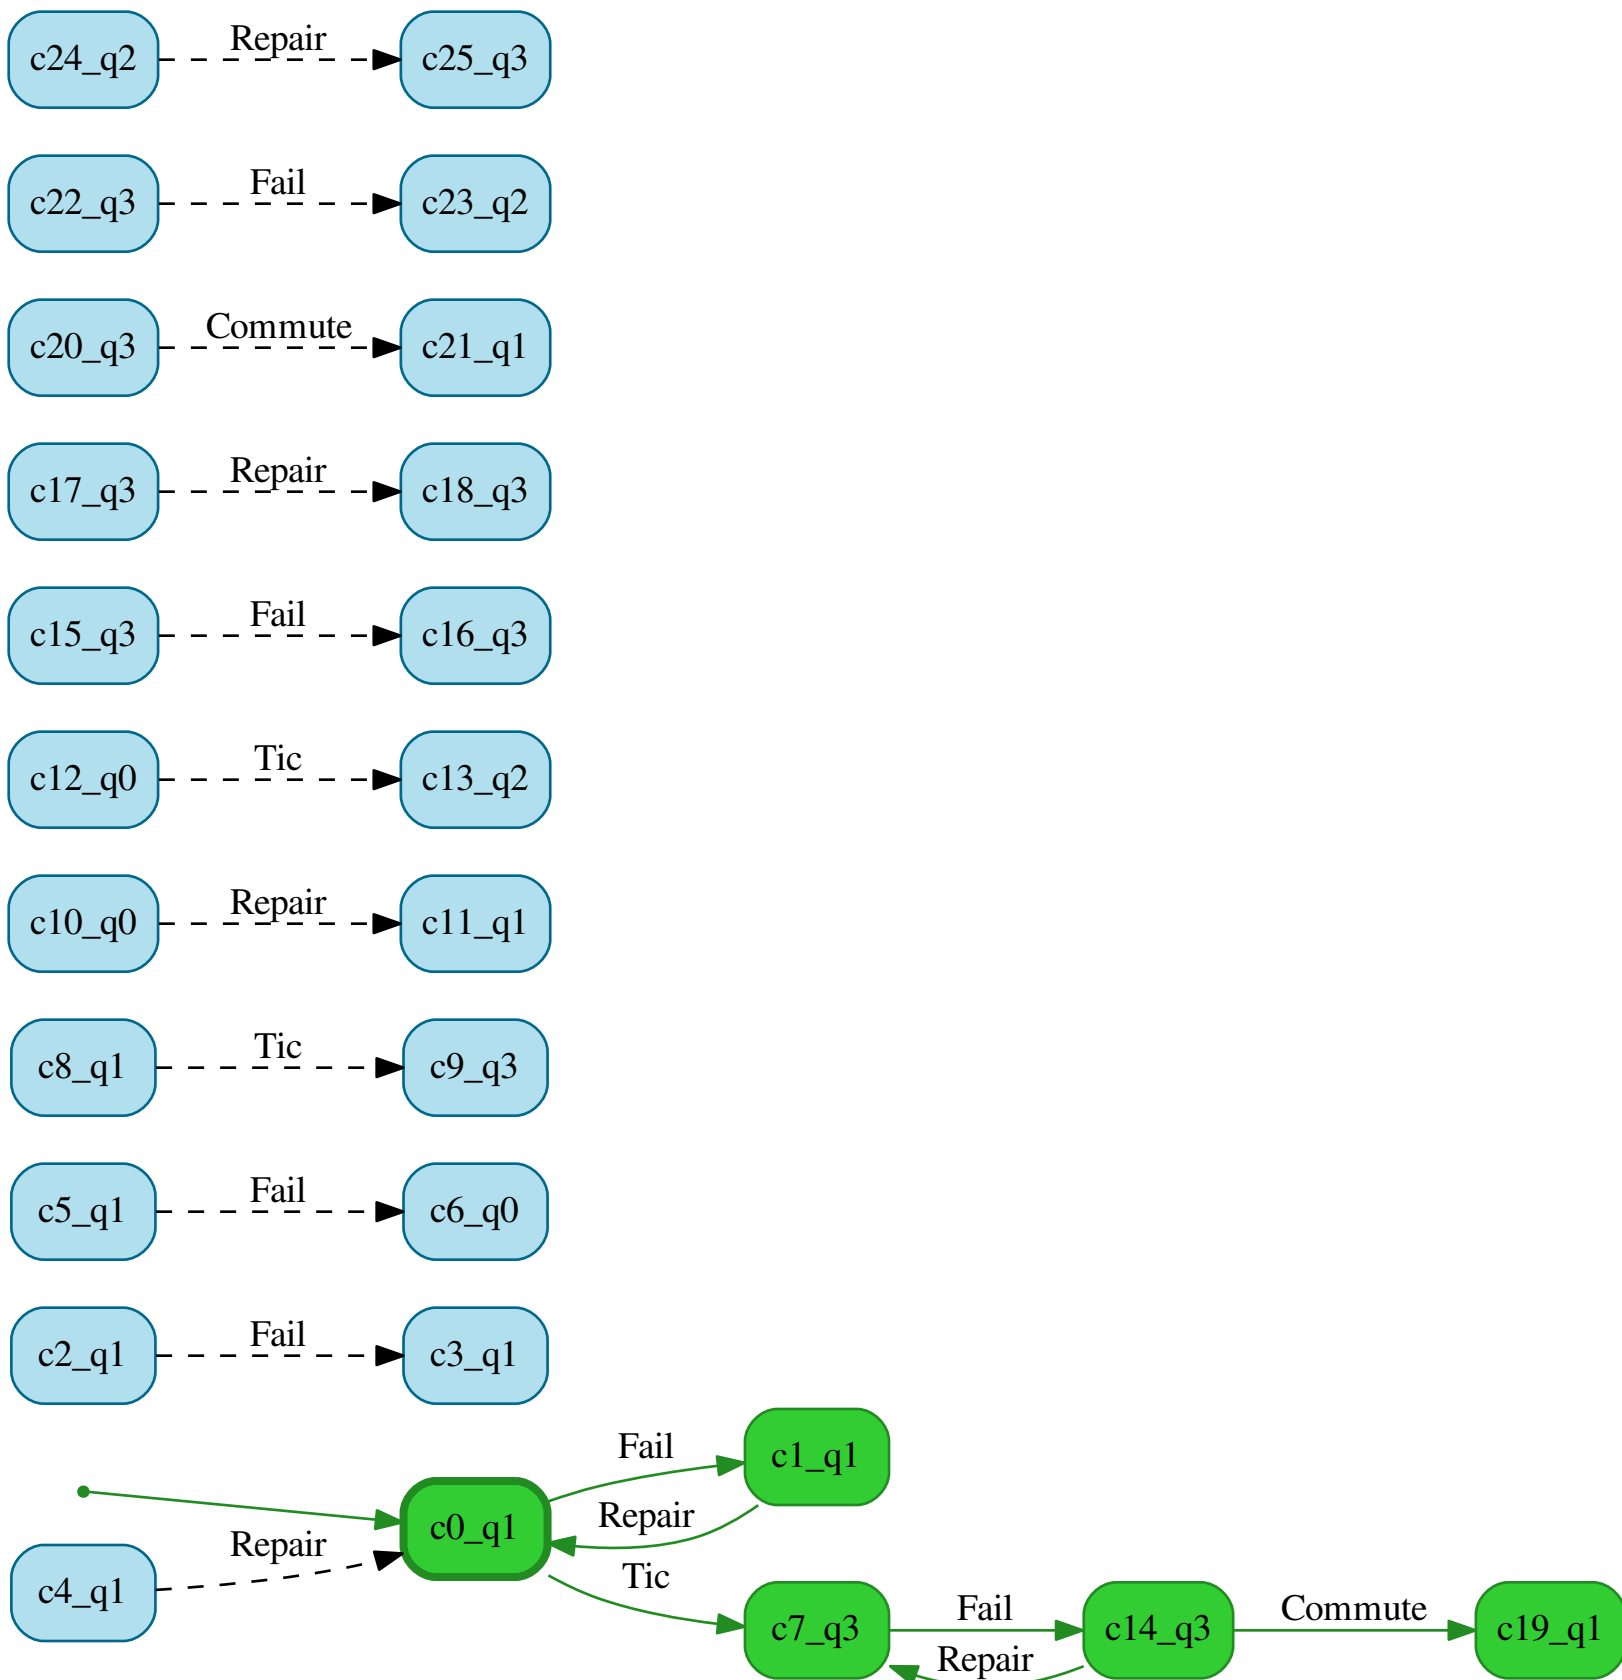 c24_q2 Repair c25_q3
c22_q3 Fail c23_q2
c20_q3 Commute c21_q1
c17_q3 Repair c18_q3
c15_q3 Fail c16_q3
c12_q0 Tic c13_q2
c10_q0 Repair c11_q1
c8_q1 Tic c9_q3
c5_q1 Fail c6_q0
c2_q1 Fail c3_q1
Fail c1_q1
Repair
c0_q1
Repair
c4_q1
Tic
c7_q3 Fail c14_q3 Commute c19_q1
Repair